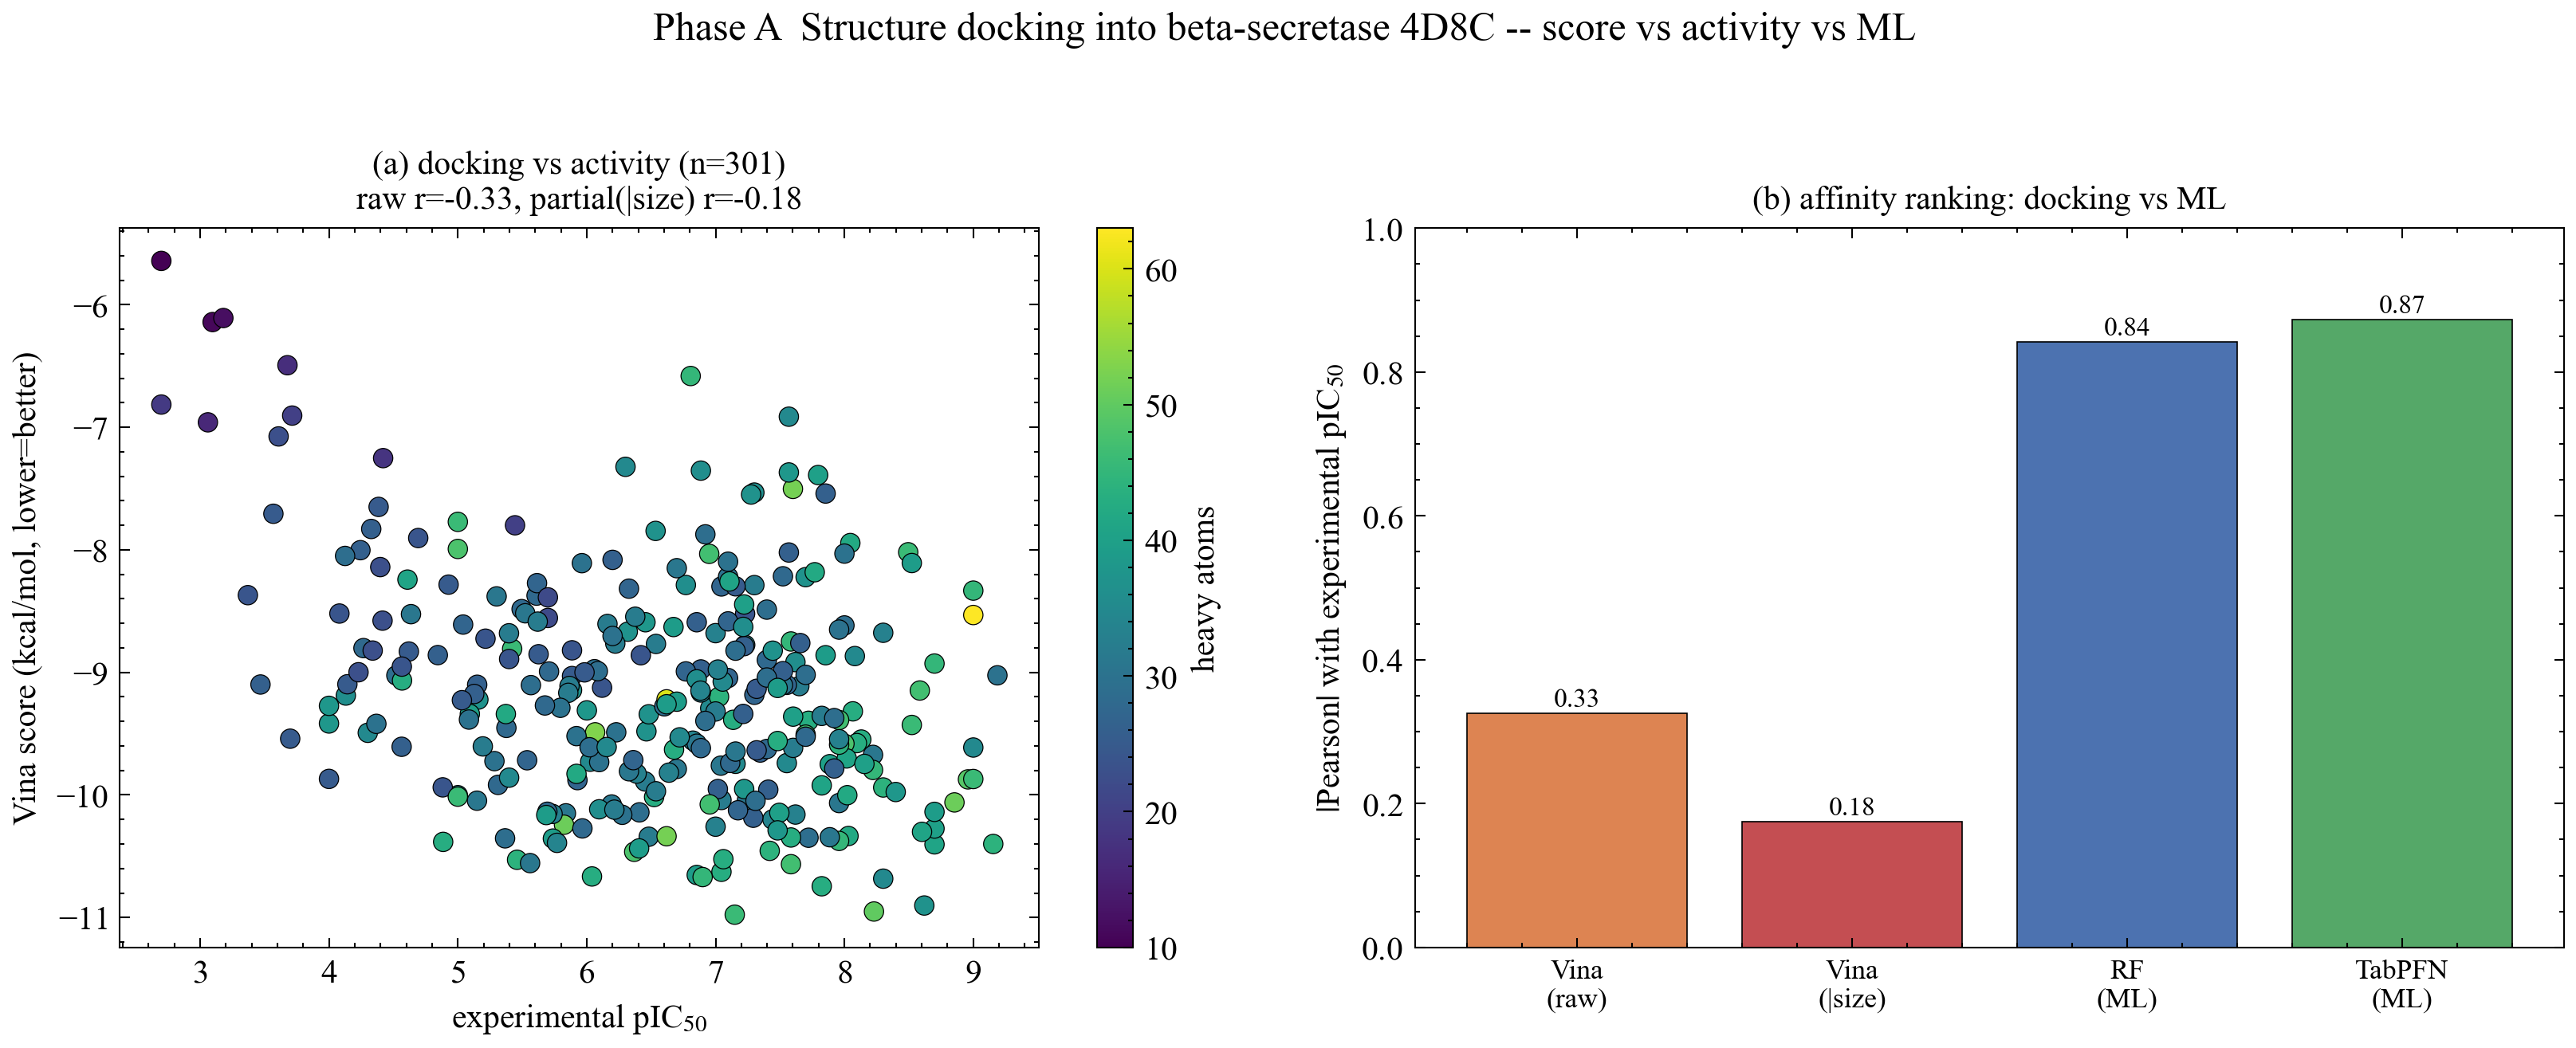 Phase A  Structure docking into beta-secretase 4D8C -- score vs activity vs ML
(a) docking vs activity (n=301)
raw r=-0.33, partial(|size) r=-0.18
Vina score (kcal/mol, lower=better)
−6
−7
−8
−9
−10
−11
3 4 5 6 7 8 9
experimental pIC₅₀
60
50
40
30
20
10
heavy atoms
(b) affinity ranking: docking vs ML
|Pearson| with experimental pIC₅₀
1.0
0.8
0.6
0.4
0.2
0.0
0.33
0.18
0.84
0.87
Vina
(raw)
Vina
(|size)
RF
(ML)
TabPFN
(ML)